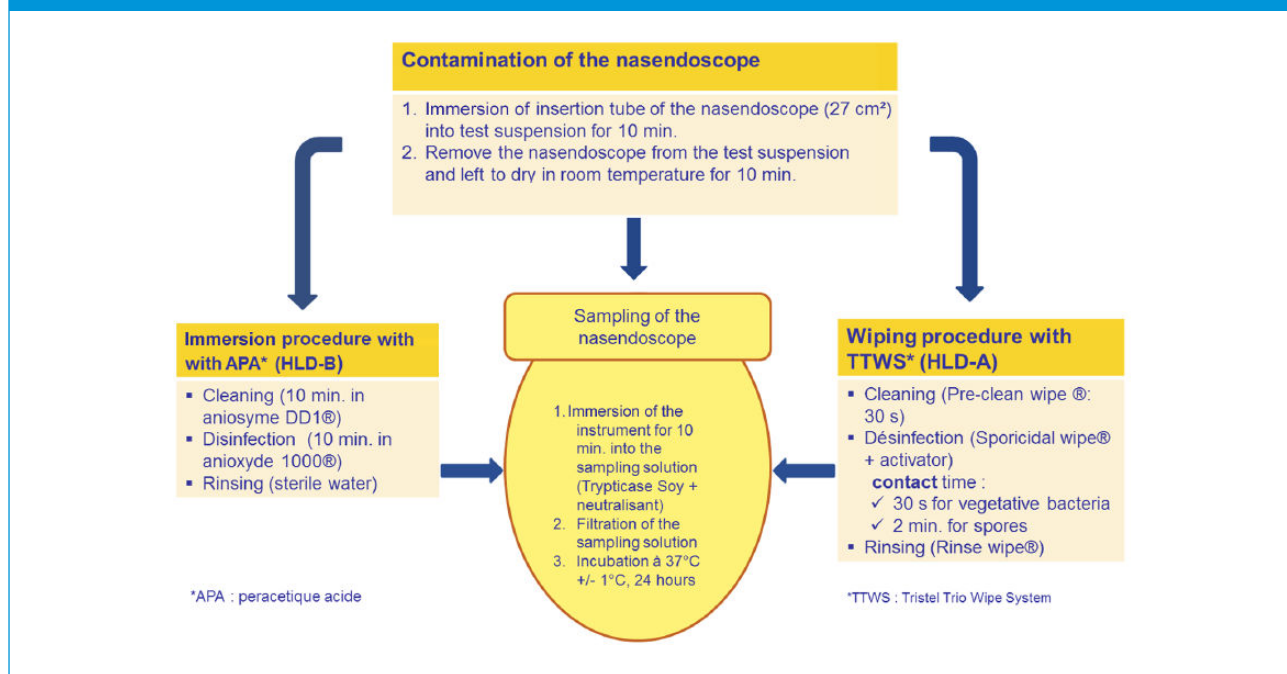 Contamination of the nasendoscope
1. Immersion of insertion tube of the nasendoscope (27 cm²)
into test suspension for 10 min.
2. Remove the nasendoscope from the test suspension
and left to dry in room temperature for 10 min.
Immersion procedure with
with APA* (HLD-B)
▪ Cleaning (10 min. in
aniosyme DD1®)
▪ Disinfection (10 min. in
anioxyde 1000®)
▪ Rinsing (sterile water)
*APA : peracetique acide
Sampling of the
nasendoscope
1. Immersion of the
instrument for 10
min. into the
sampling solution
(Trypticase Soy +
neutralisant)
2. Filtration of the
sampling solution
3. Incubation à 37°C
+/- 1°C, 24 hours
Wiping procedure with
TTWS* (HLD-A)
▪ Cleaning (Pre-clean wipe ®:
30 s)
▪ Désinfection (Sporicidal wipe®
+ activator)
contact time :
✓ 30 s for vegetative bacteria
✓ 2 min. for spores
▪ Rinsing (Rinse wipe®)
*TTWS : Tristel Trio Wipe System